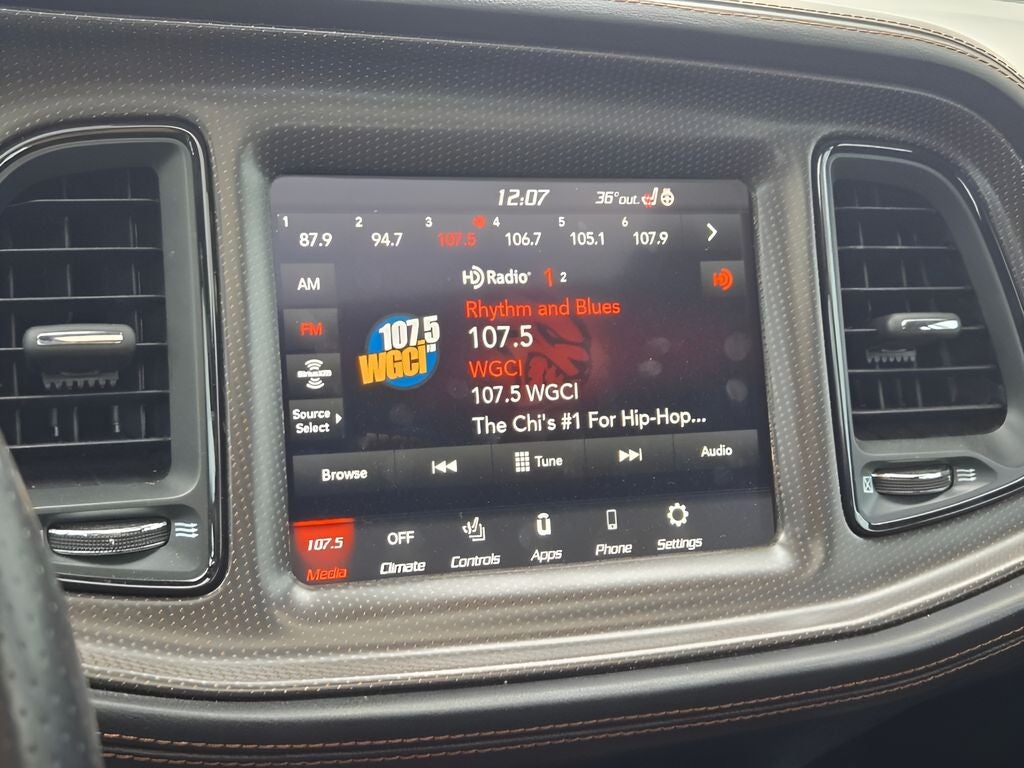 12:07 36°out.
1 87.9 2 94.7 3 107.5 4 106.7 5 105.1 6 107.9
HD Radio 1 2
AM
FM
SiriusXM
Source
Select
107.5
WGCI
Rhythm and Blues
107.5
WGCI
107.5 WGCI
The Chi's #1 For Hip-Hop...
Browse Tune Audio
107.5 OFF
Media Climate Controls Apps Phone Settings